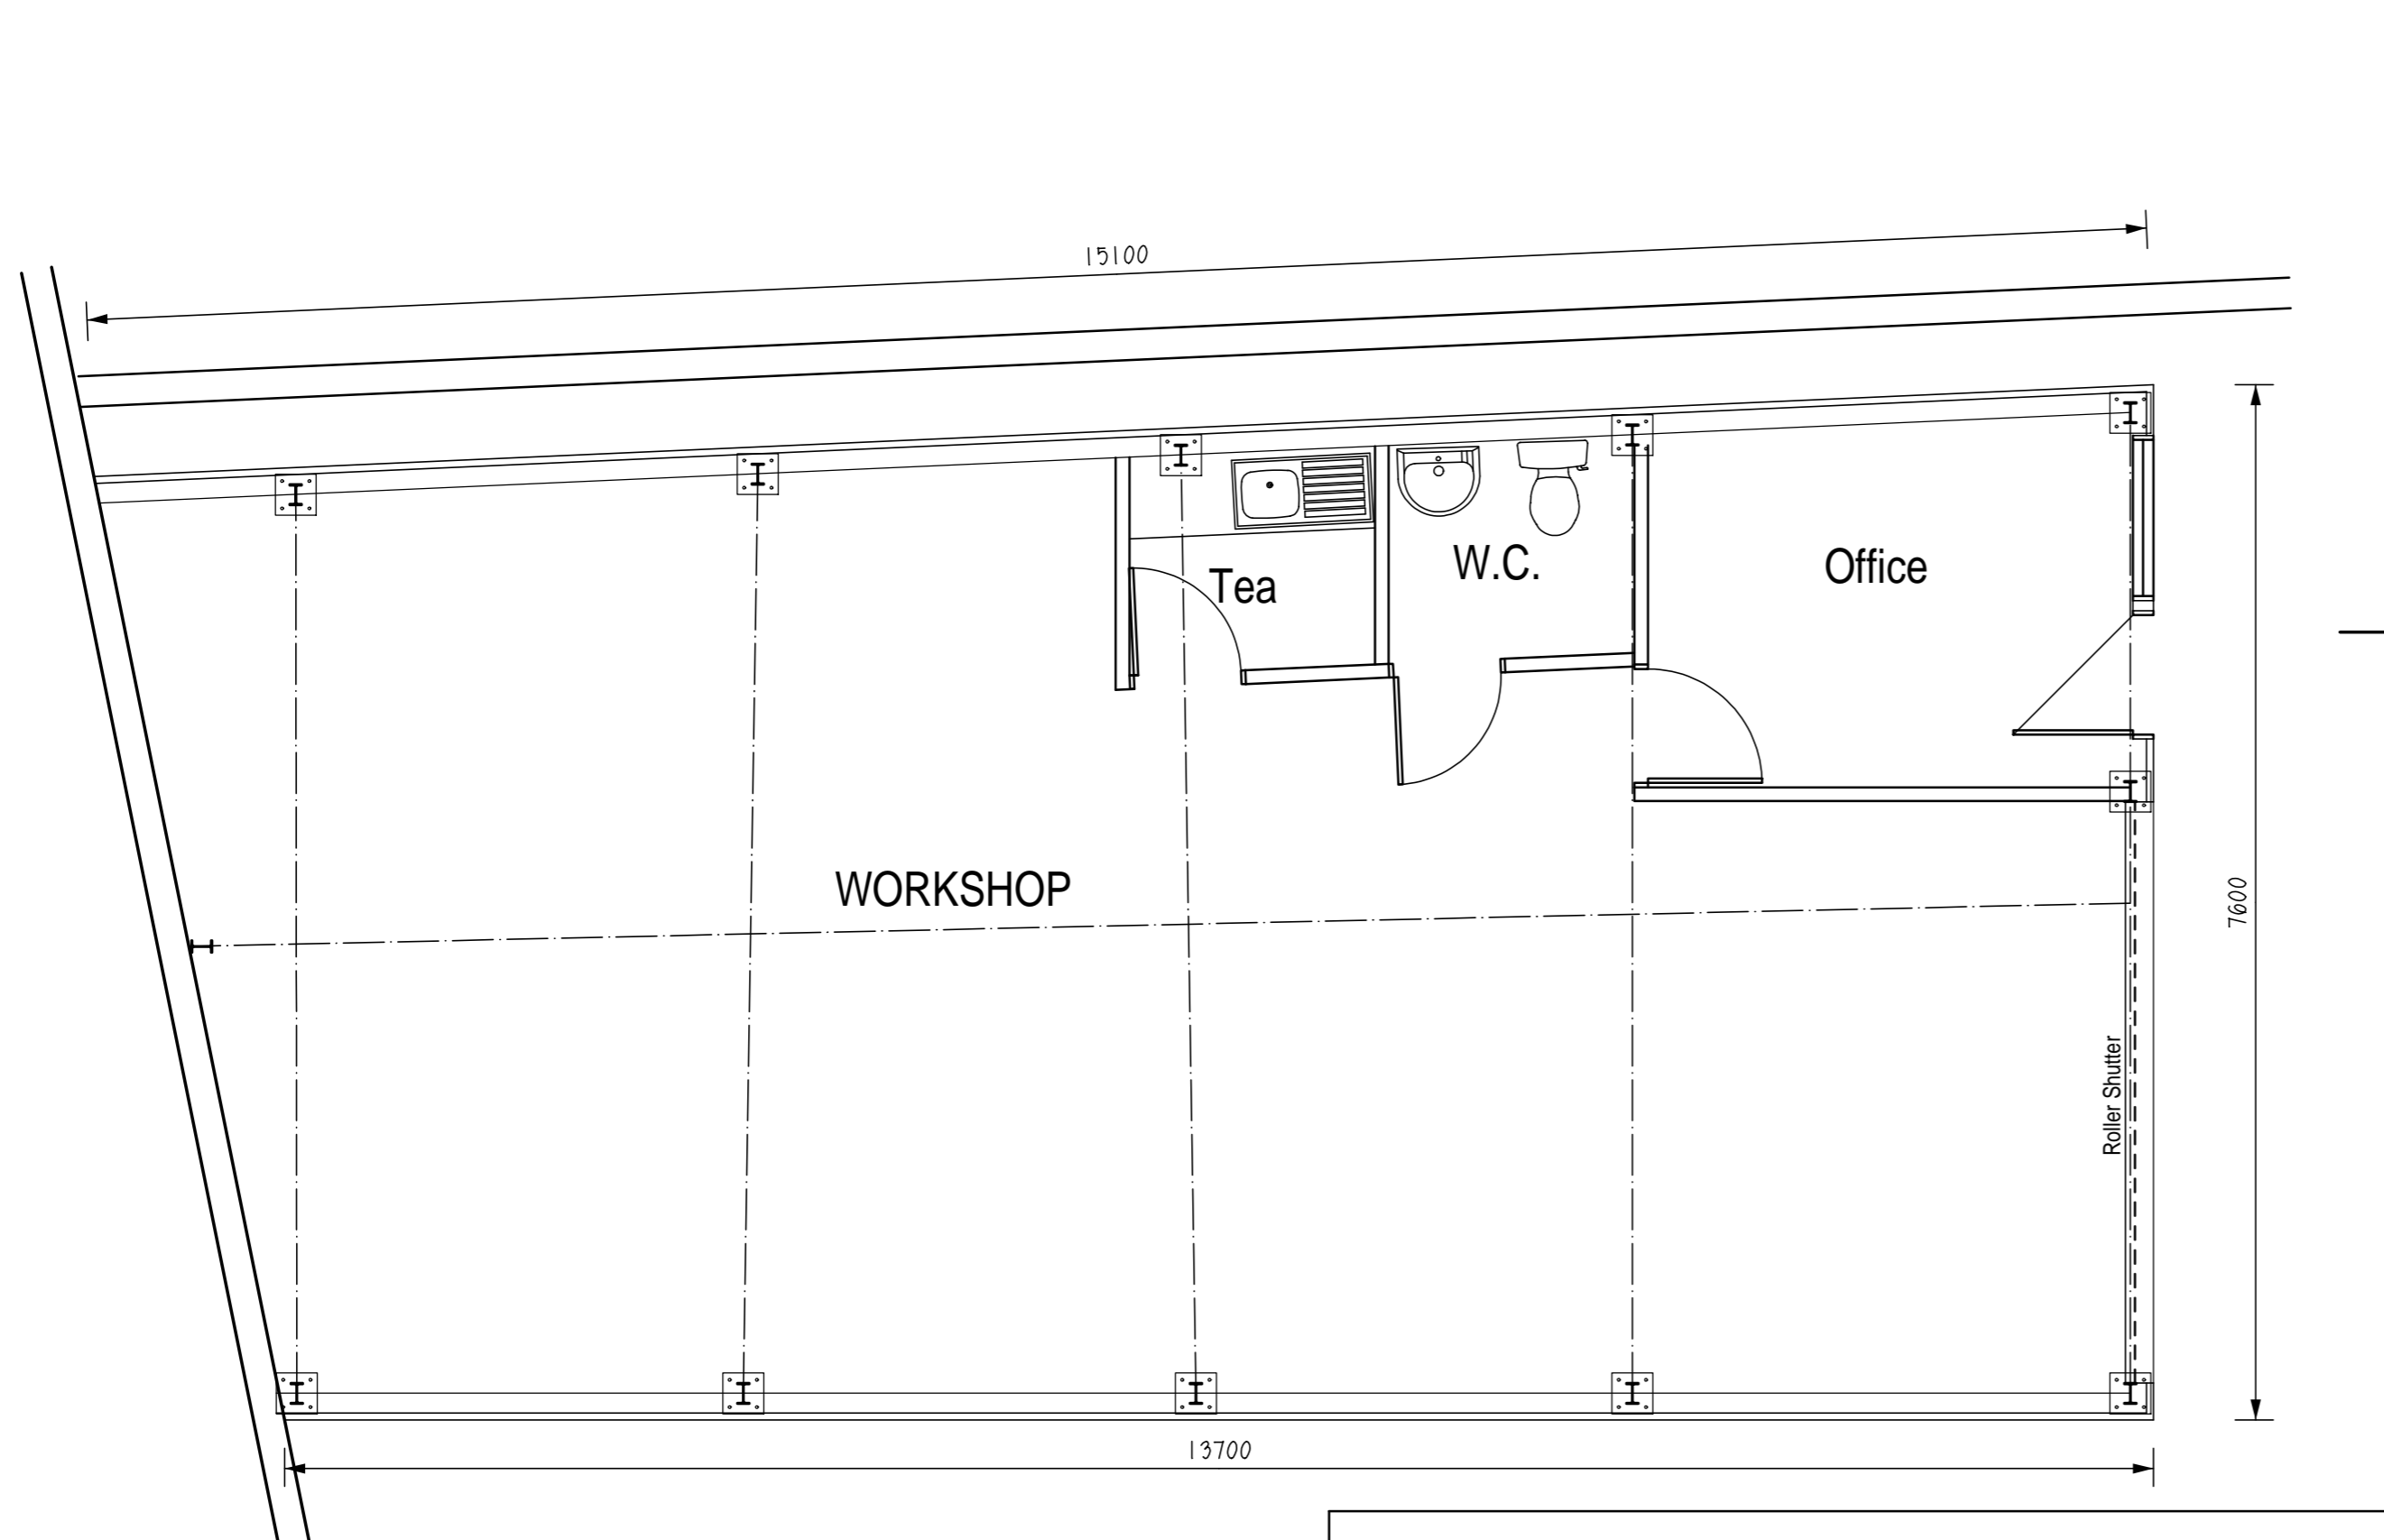 15100
Tea
W.C.
Office
WORKSHOP
7600
Roller Shutter
13700